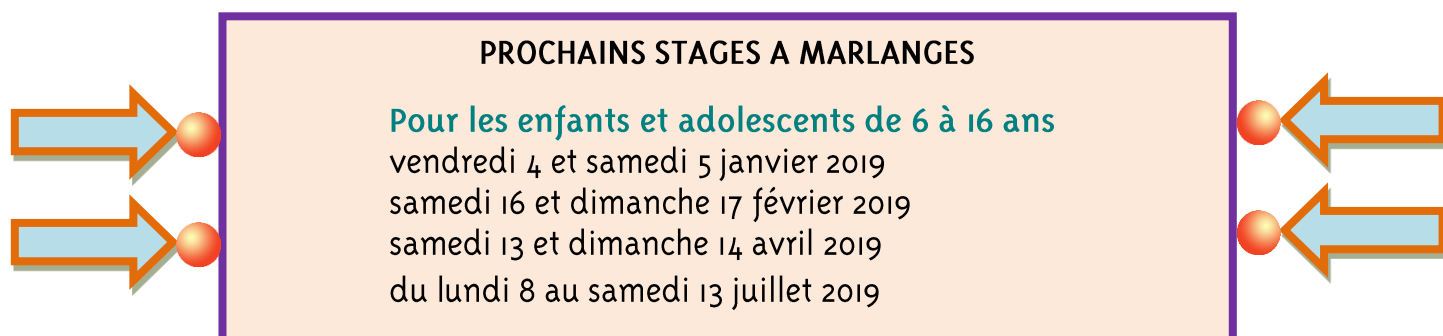 PROCHAINS STAGES A MARLANGES
Pour les enfants et adolescents de 6 à 16 ans
vendredi 4 et samedi 5 janvier 2019
samedi 16 et dimanche 17 février 2019
samedi 13 et dimanche 14 avril 2019
du lundi 8 au samedi 13 juillet 2019